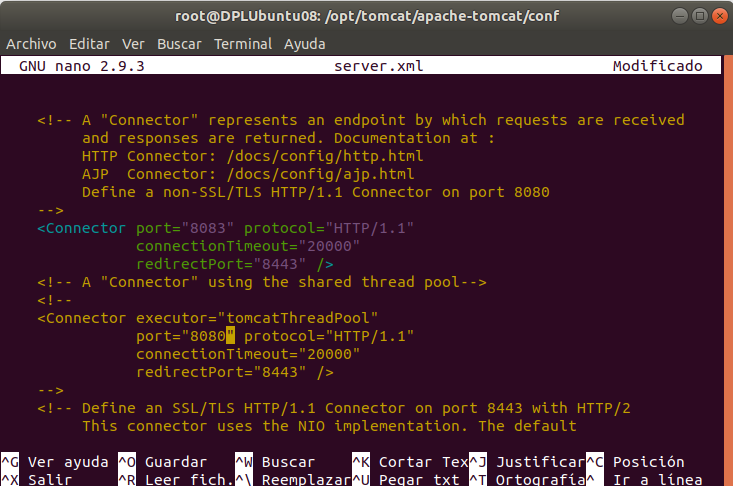 root@DPLUbuntu08: /opt/tomcat/apache-tomcat/conf
Archivo Editar Ver Buscar Terminal Ayuda
GNU nano 2.9.3 server.xml Modificado
<!-- A "Connector" represents an endpoint by which requests are received
and responses are returned. Documentation at :
HTTP Connector: /docs/config/http.html
AJP  Connector: /docs/config/ajp.html
Define a non-SSL/TLS HTTP/1.1 Connector on port 8080
-->
<Connector port="8083" protocol="HTTP/1.1"
connectionTimeout="20000"
redirectPort="8443" />
<!-- A "Connector" using the shared thread pool-->
<!--
<Connector executor="tomcatThreadPool"
port="8080" protocol="HTTP/1.1"
connectionTimeout="20000"
redirectPort="8443" />
-->
<!-- Define an SSL/TLS HTTP/1.1 Connector on port 8443 with HTTP/2
This connector uses the NIO implementation. The default
^G Ver ayuda ^O Guardar ^W Buscar ^K Cortar Tex^J Justificar^C Posición
^X Salir ^R Leer fich.^\ Reemplazar^U Pegar txt ^T Ortografía^_ Ir a línea